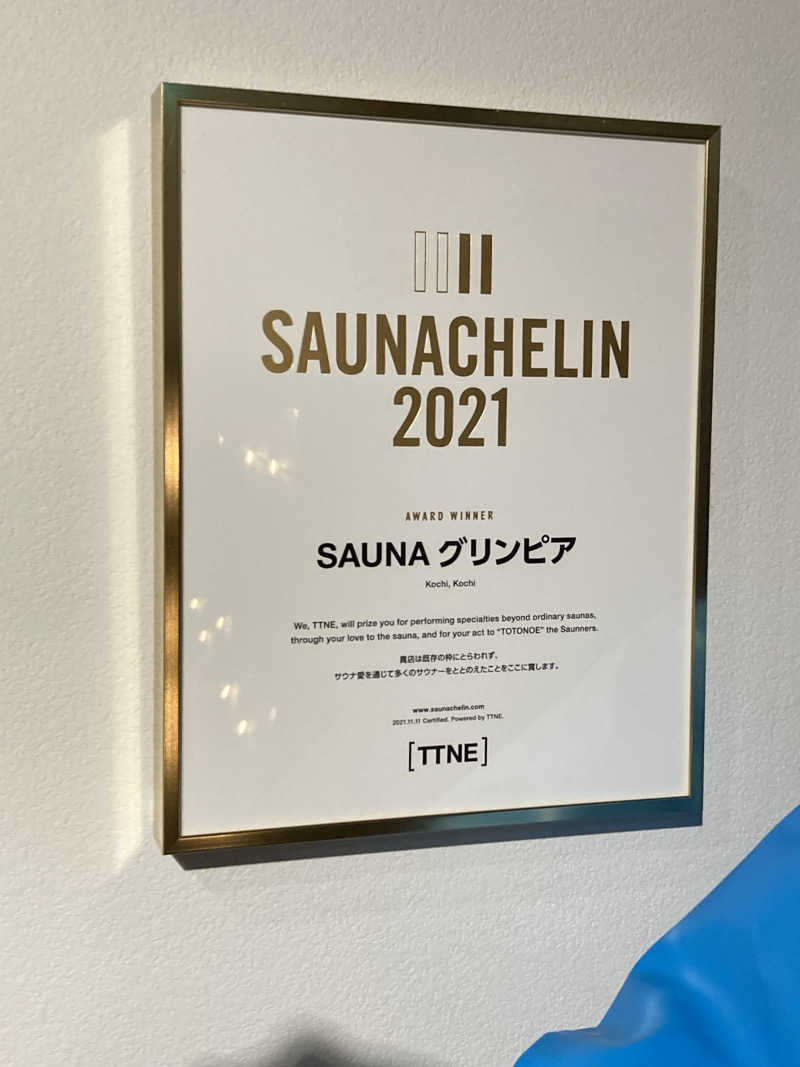 SAUNACHELIN
2021
AWARD WINNER
SAUNA グリンピア
Kochi, Kochi
We, TTNE, will prize you for performing specialties beyond ordinary saunas,
through your love to the sauna, and for your act to “TOTONOE” the Saunners.
貴店は既存の枠にとらわれず、
サウナ愛を通じて多くのサウナーをととのえたことをここに賞します。
www.saunachelin.com
2021.11.11 Certified. Powered by TTNE.
[TTNE]